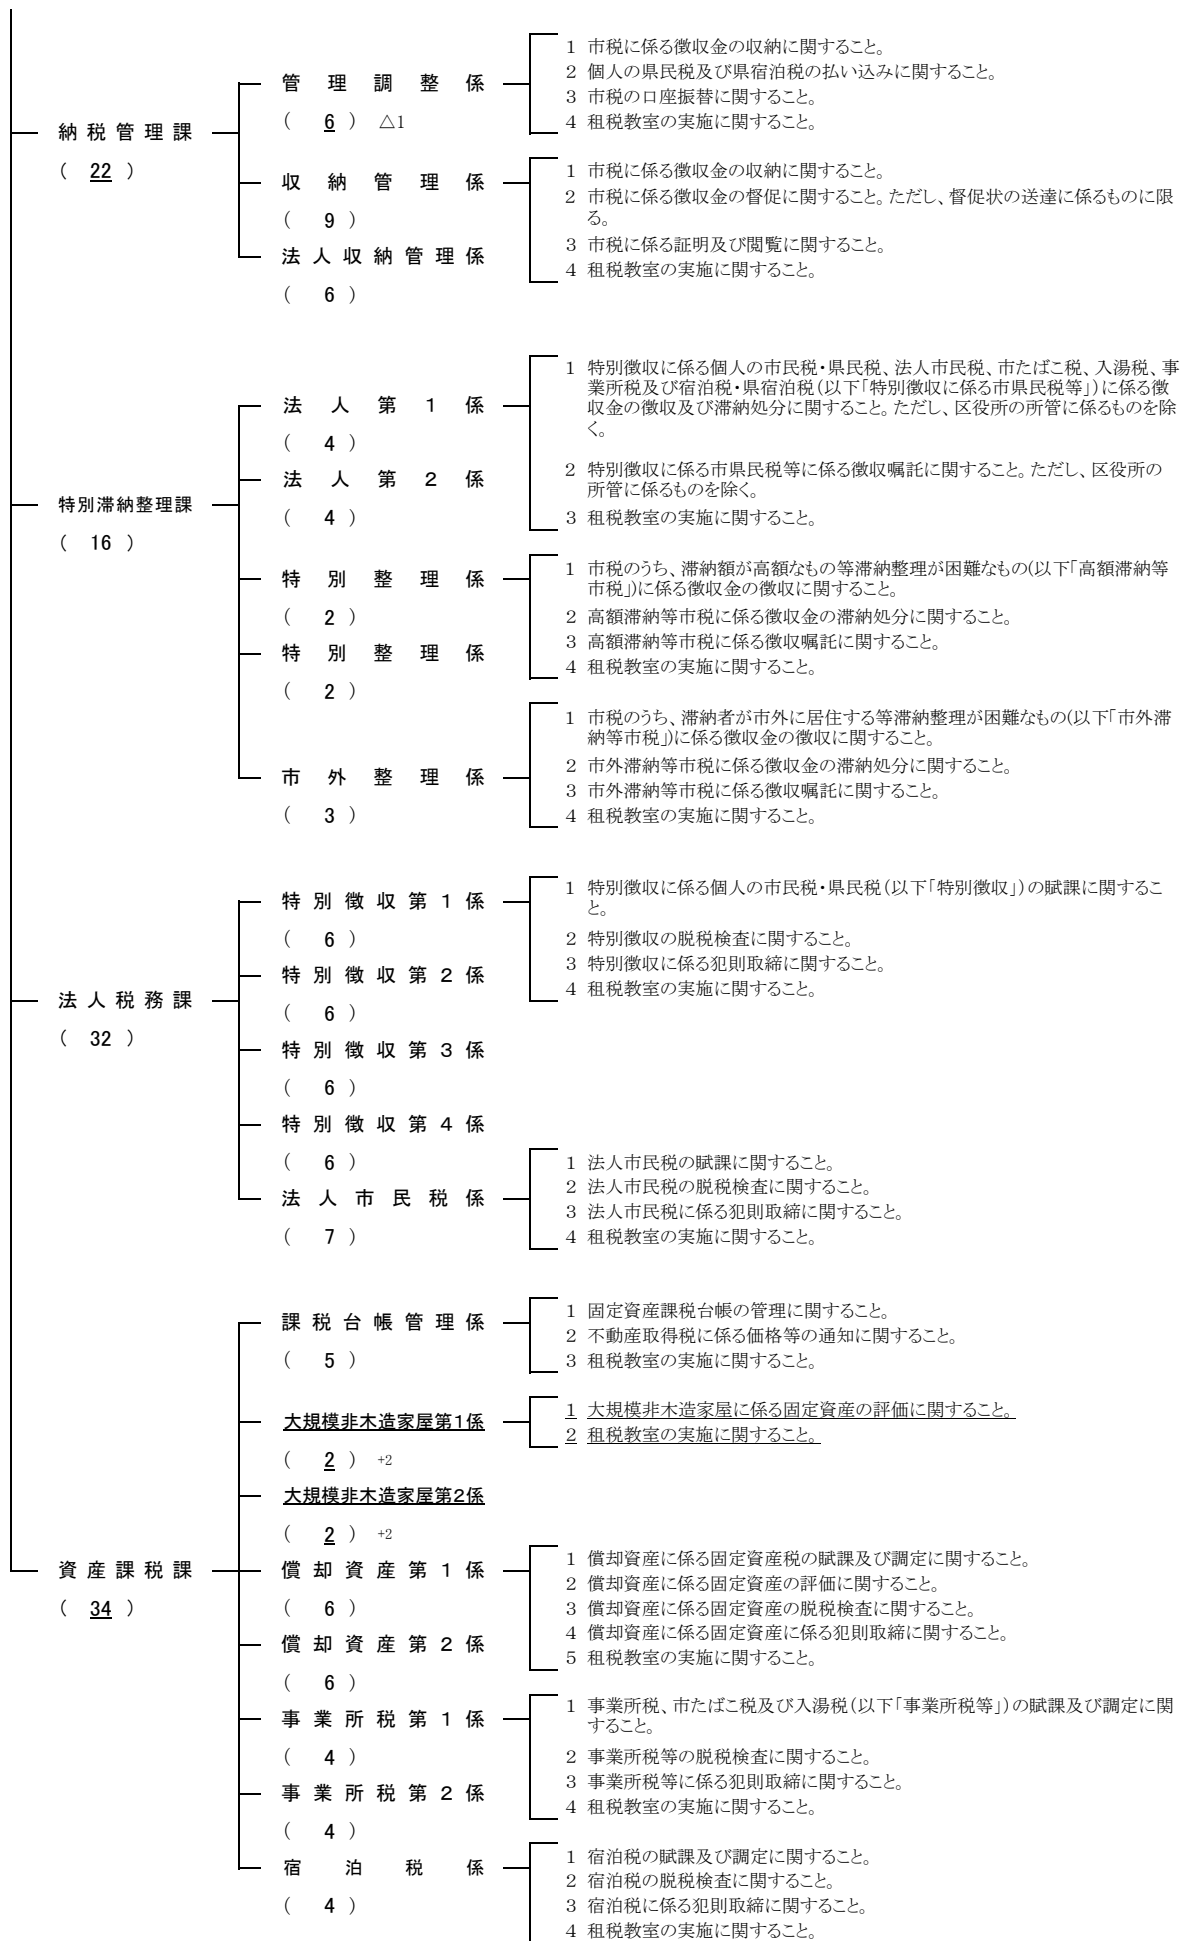 納税管理課
( 22 )
管理調整係
( 6 ) △1
1 市税に係る徴収金の収納に関すること。
2 個人の県民税及び県宿泊税の払い込みに関すること。
3 市税の口座振替に関すること。
4 租税教室の実施に関すること。
収納管理係
( 9 )
法人収納管理係
( 6 )
1 市税に係る徴収金の収納に関すること。
2 市税に係る徴収金の督促に関すること。ただし、督促状の送達に係るものに限
る。
3 市税に係る証明及び閲覧に関すること。
4 租税教室の実施に関すること。
特別滞納整理課
( 16 )
法人第1係
( 4 )
法人第2係
( 4 )
1 特別徴収に係る個人の市民税・県民税、法人市民税、市たばこ税、入湯税、事
業所税及び宿泊税・県宿泊税(以下「特別徴収に係る市県民税等」)に係る徴
収金の徴収及び滞納処分に関すること。ただし、区役所の所管に係るものを除
く。
2 特別徴収に係る市県民税等に係る徴収嘱託に関すること。ただし、区役所の
所管に係るものを除く。
3 租税教室の実施に関すること。
特別整理係
( 2 )
特別整理係
( 2 )
1 市税のうち、滞納額が高額なもの等滞納整理が困難なもの(以下「高額滞納等
市税」)に係る徴収金の徴収に関すること。
2 高額滞納等市税に係る徴収金の滞納処分に関すること。
3 高額滞納等市税に係る徴収嘱託に関すること。
4 租税教室の実施に関すること。
市外整理係
( 3 )
1 市税のうち、滞納者が市外に居住する等滞納整理が困難なもの(以下「市外滞
納等市税」)に係る徴収金の徴収に関すること。
2 市外滞納等市税に係る徴収金の滞納処分に関すること。
3 市外滞納等市税に係る徴収嘱託に関すること。
4 租税教室の実施に関すること。
法人税務課
( 32 )
特別徴収第1係
( 6 )
特別徴収第2係
( 6 )
特別徴収第3係
( 6 )
特別徴収第4係
( 6 )
1 特別徴収に係る個人の市民税・県民税(以下「特別徴収」)の賦課に関するこ
と。
2 特別徴収の脱税検査に関すること。
3 特別徴収に係る犯則取締に関すること。
4 租税教室の実施に関すること。
法人市民税係
( 7 )
1 法人市民税の賦課に関すること。
2 法人市民税の脱税検査に関すること。
3 法人市民税に係る犯則取締に関すること。
4 租税教室の実施に関すること。
資産課税課
( 34 )
課税台帳管理係
( 5 )
1 固定資産課税台帳の管理に関すること。
2 不動産取得税に係る価格等の通知に関すること。
3 租税教室の実施に関すること。
大規模非木造家屋第1係
( 2 ) +2
大規模非木造家屋第2係
( 2 ) +2
1 大規模非木造家屋に係る固定資産の評価に関すること。
2 租税教室の実施に関すること。
償却資産第1係
( 6 )
償却資産第2係
( 6 )
1 償却資産に係る固定資産税の賦課及び調定に関すること。
2 償却資産に係る固定資産の評価に関すること。
3 償却資産に係る固定資産の脱税検査に関すること。
4 償却資産に係る固定資産に係る犯則取締に関すること。
5 租税教室の実施に関すること。
事業所税第1係
( 4 )
事業所税第2係
( 4 )
1 事業所税、市たばこ税及び入湯税(以下「事業所税等」)の賦課及び調定に関
すること。
2 事業所税等の脱税検査に関すること。
3 事業所税等に係る犯則取締に関すること。
4 租税教室の実施に関すること。
宿泊税係
( 4 )
1 宿泊税の賦課及び調定に関すること。
2 宿泊税の脱税検査に関すること。
3 宿泊税に係る犯則取締に関すること。
4 租税教室の実施に関すること。